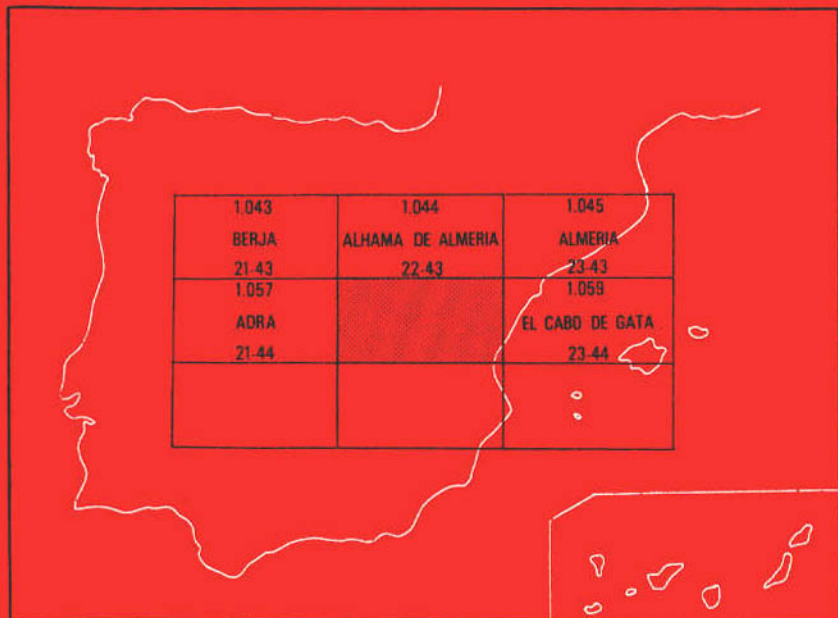 1.043
BERJA
21-43
1.044
ALHAMA DE ALMERIA
22-43
1.045
ALMERIA
23-43
1.057
ADRA
21-44
1.059
EL CABO DE GATA
23-44